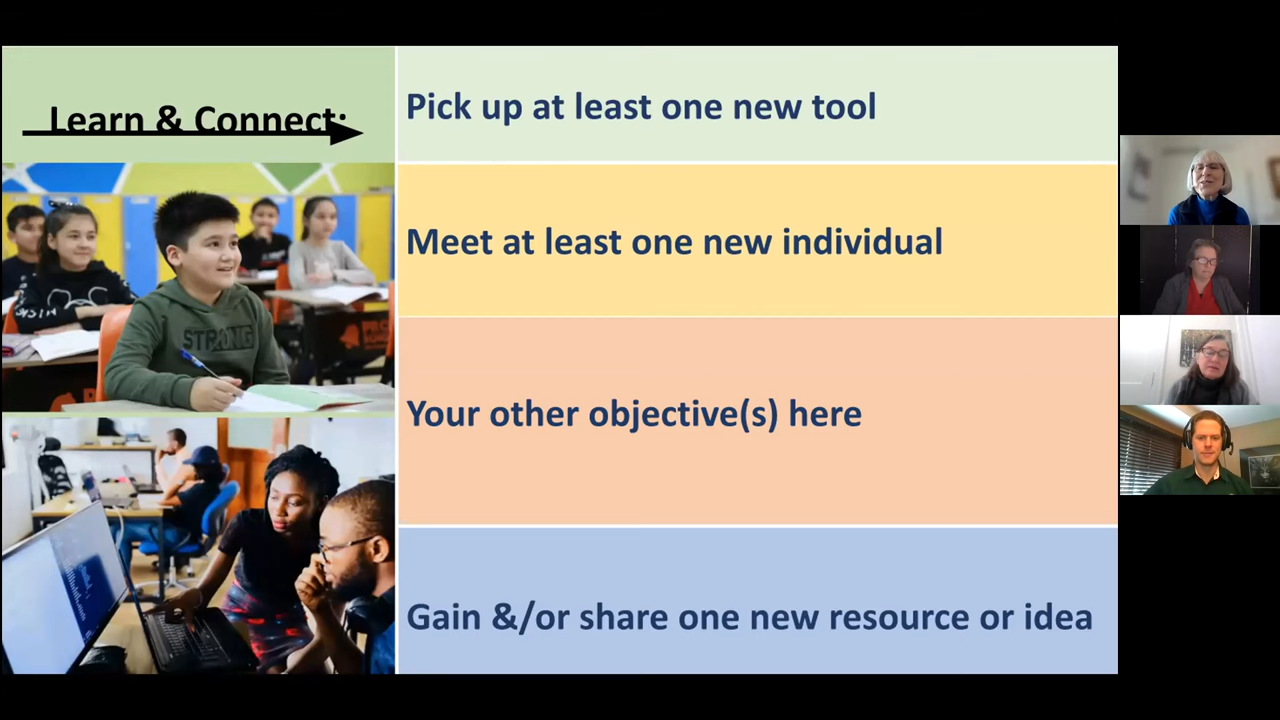 Learn & Connect:
Pick up at least one new tool
Meet at least one new individual
STRONG
Your other objective(s) here
Gain &/or share one new resource or idea